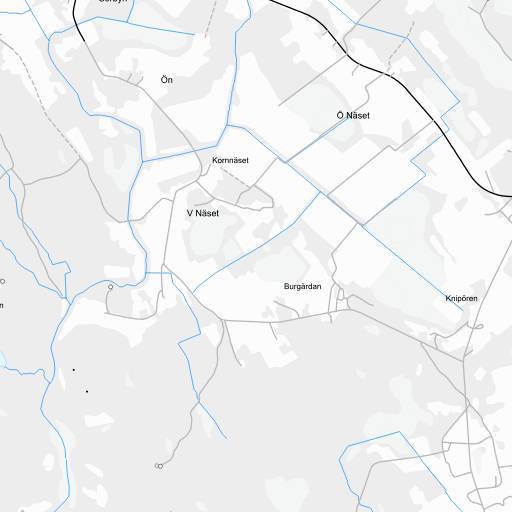 Ön
Ö Näset
Kornnäset
V Näset
Burgärdan
Knipören